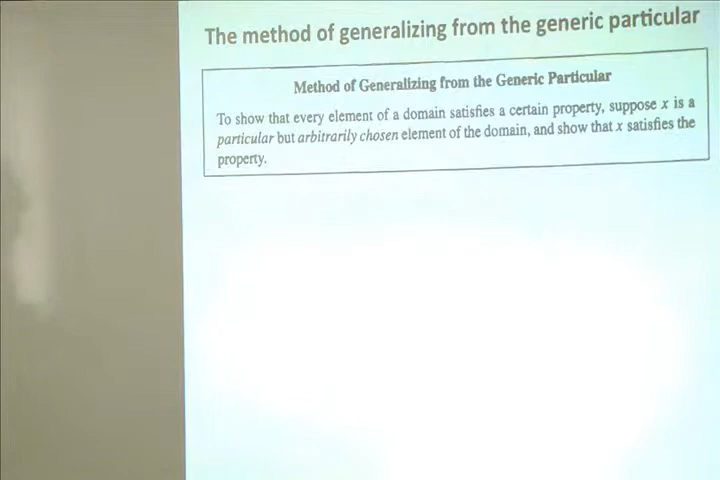 The method of generalizing from the generic particular
Method of Generalizing from the Generic Particular
To show that every element of a domain satisfies a certain property, suppose x is a
particular but arbitrarily chosen element of the domain, and show that x satisfies the
property.